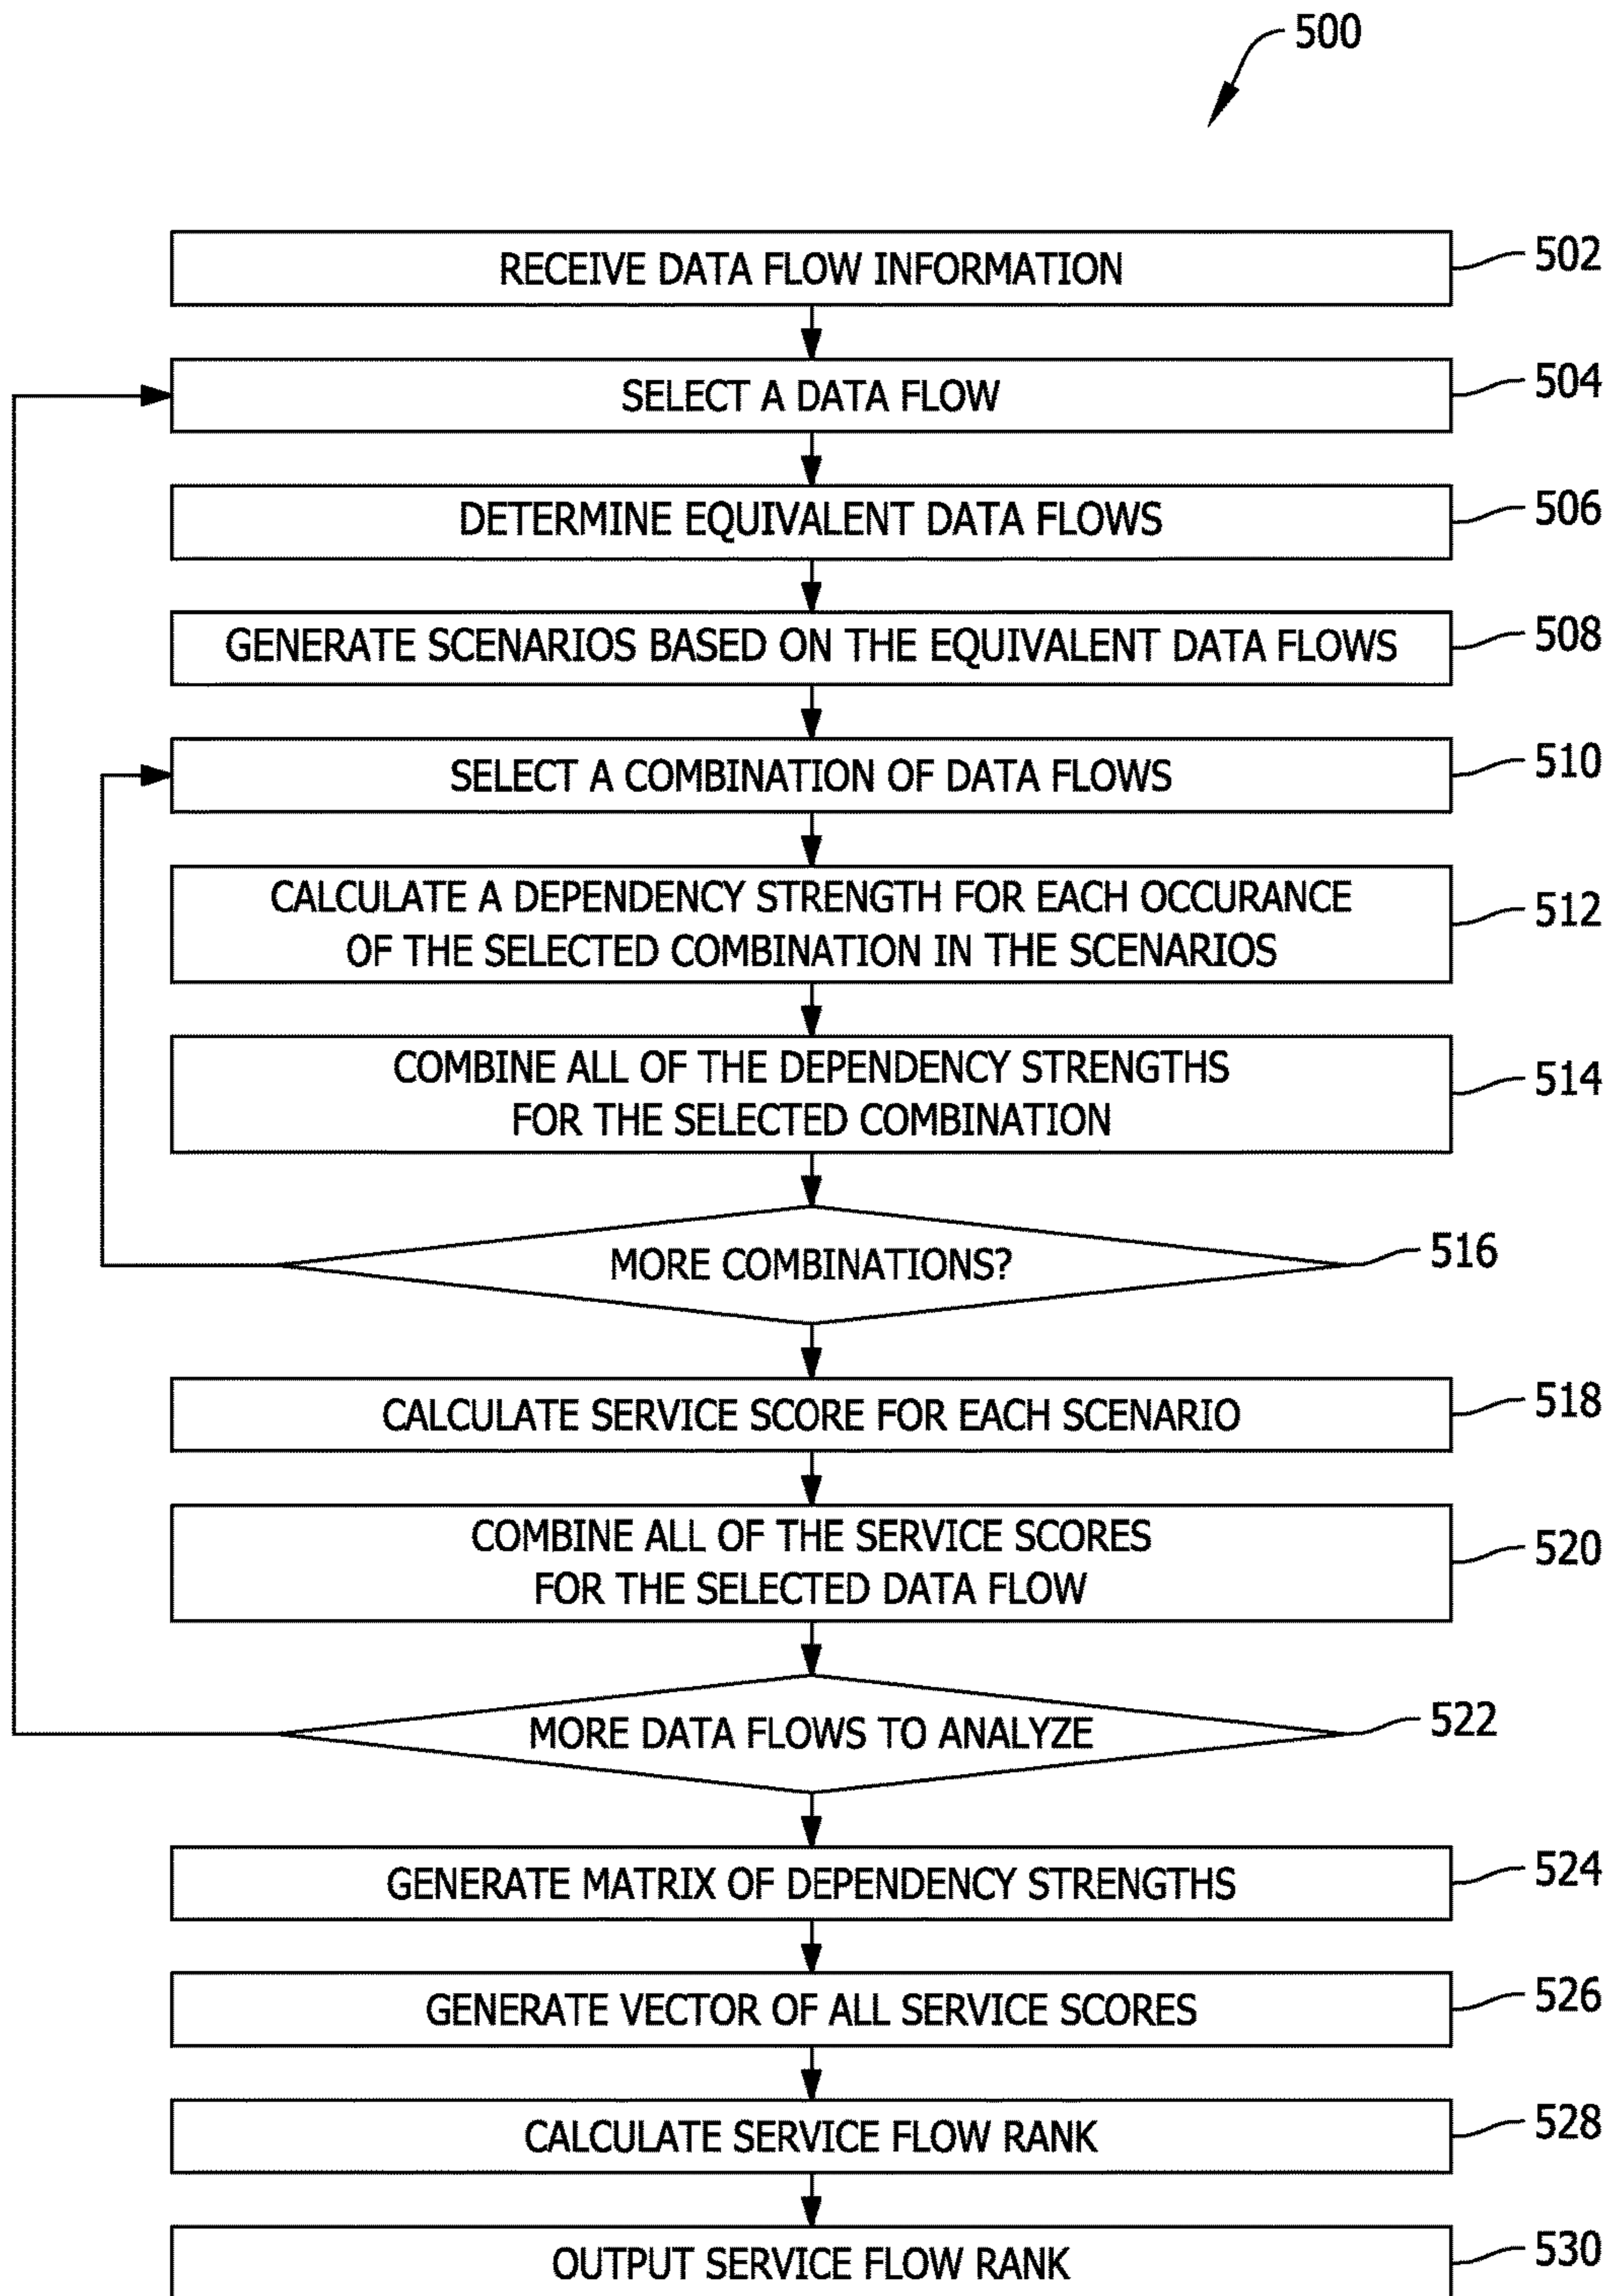 500
RECEIVE DATA FLOW INFORMATION
502
SELECT A DATA FLOW
504
DETERMINE EQUIVALENT DATA FLOWS
506
GENERATE SCENARIOS BASED ON THE EQUIVALENT DATA FLOWS
508
SELECT A COMBINATION OF DATA FLOWS
510
CALCULATE A DEPENDENCY STRENGTH FOR EACH OCCURANCE
OF THE SELECTED COMBINATION IN THE SCENARIOS
512
COMBINE ALL OF THE DEPENDENCY STRENGTHS
FOR THE SELECTED COMBINATION
514
MORE COMBINATIONS?
516
CALCULATE SERVICE SCORE FOR EACH SCENARIO
518
COMBINE ALL OF THE SERVICE SCORES
FOR THE SELECTED DATA FLOW
520
MORE DATA FLOWS TO ANALYZE
522
GENERATE MATRIX OF DEPENDENCY STRENGTHS
524
GENERATE VECTOR OF ALL SERVICE SCORES
526
CALCULATE SERVICE FLOW RANK
528
OUTPUT SERVICE FLOW RANK
530